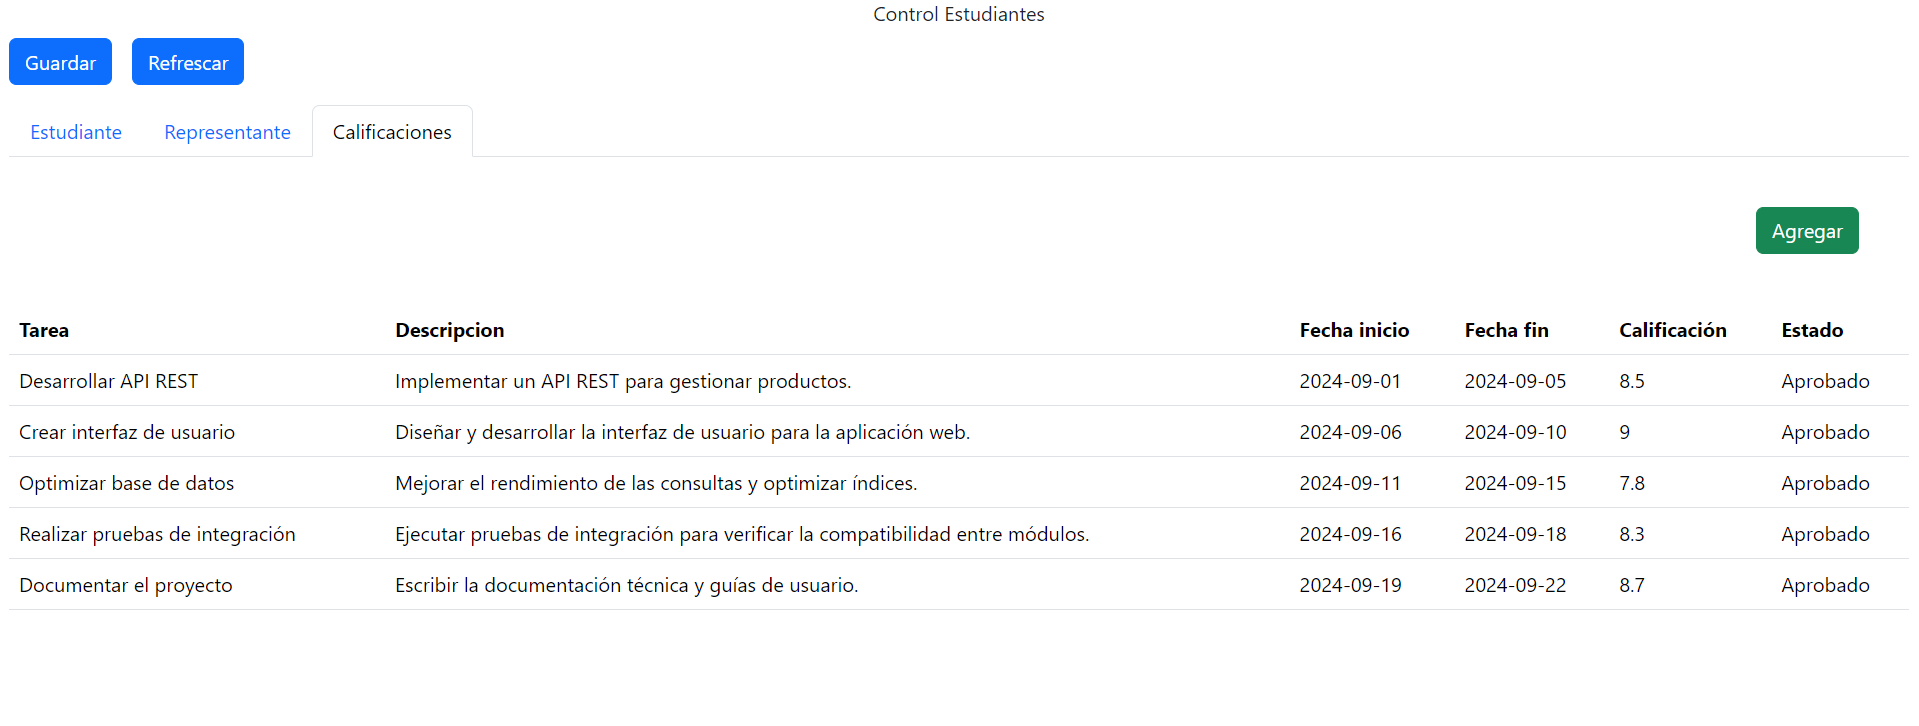 Control Estudiantes
Guardar Refrescar
Estudiante Representante Calificaciones
Agregar
Tarea Descripcion Fecha inicio Fecha fin Calificación Estado
Desarrollar API REST Implementar un API REST para gestionar productos. 2024-09-01 2024-09-05 8.5 Aprobado
Crear interfaz de usuario Diseñar y desarrollar la interfaz de usuario para la aplicación web. 2024-09-06 2024-09-10 9 Aprobado
Optimizar base de datos Mejorar el rendimiento de las consultas y optimizar índices. 2024-09-11 2024-09-15 7.8 Aprobado
Realizar pruebas de integración Ejecutar pruebas de integración para verificar la compatibilidad entre módulos. 2024-09-16 2024-09-18 8.3 Aprobado
Documentar el proyecto Escribir la documentación técnica y guías de usuario. 2024-09-19 2024-09-22 8.7 Aprobado